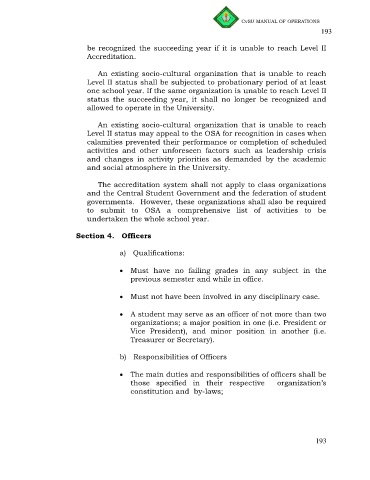 CvSU MANUAL OF OPERATIONS
193
be recognized the succeeding year if it is unable to reach Level II
Accreditation.
An existing socio-cultural organization that is unable to reach
Level II status shall be subjected to probationary period of at least
one school year. If the same organization is unable to reach Level II
status the succeeding year, it shall no longer be recognized and
allowed to operate in the University.
An existing socio-cultural organization that is unable to reach
Level II status may appeal to the OSA for recognition in cases when
calamities prevented their performance or completion of scheduled
activities and other unforeseen factors such as leadership crisis
and changes in activity priorities as demanded by the academic
and social atmosphere in the University.
The accreditation system shall not apply to class organizations
and the Central Student Government and the federation of student
governments. However, these organizations shall also be required
to submit to OSA a comprehensive list of activities to be
undertaken the whole school year.
Section 4. Officers
a) Qualifications:
• Must have no failing grades in any subject in the
previous semester and while in office.
• Must not have been involved in any disciplinary case.
• A student may serve as an officer of not more than two
organizations; a major position in one (i.e. President or
Vice President), and minor position in another (i.e.
Treasurer or Secretary).
b) Responsibilities of Officers
• The main duties and responsibilities of officers shall be
those specified in their respective organization's
constitution and by-laws;
193